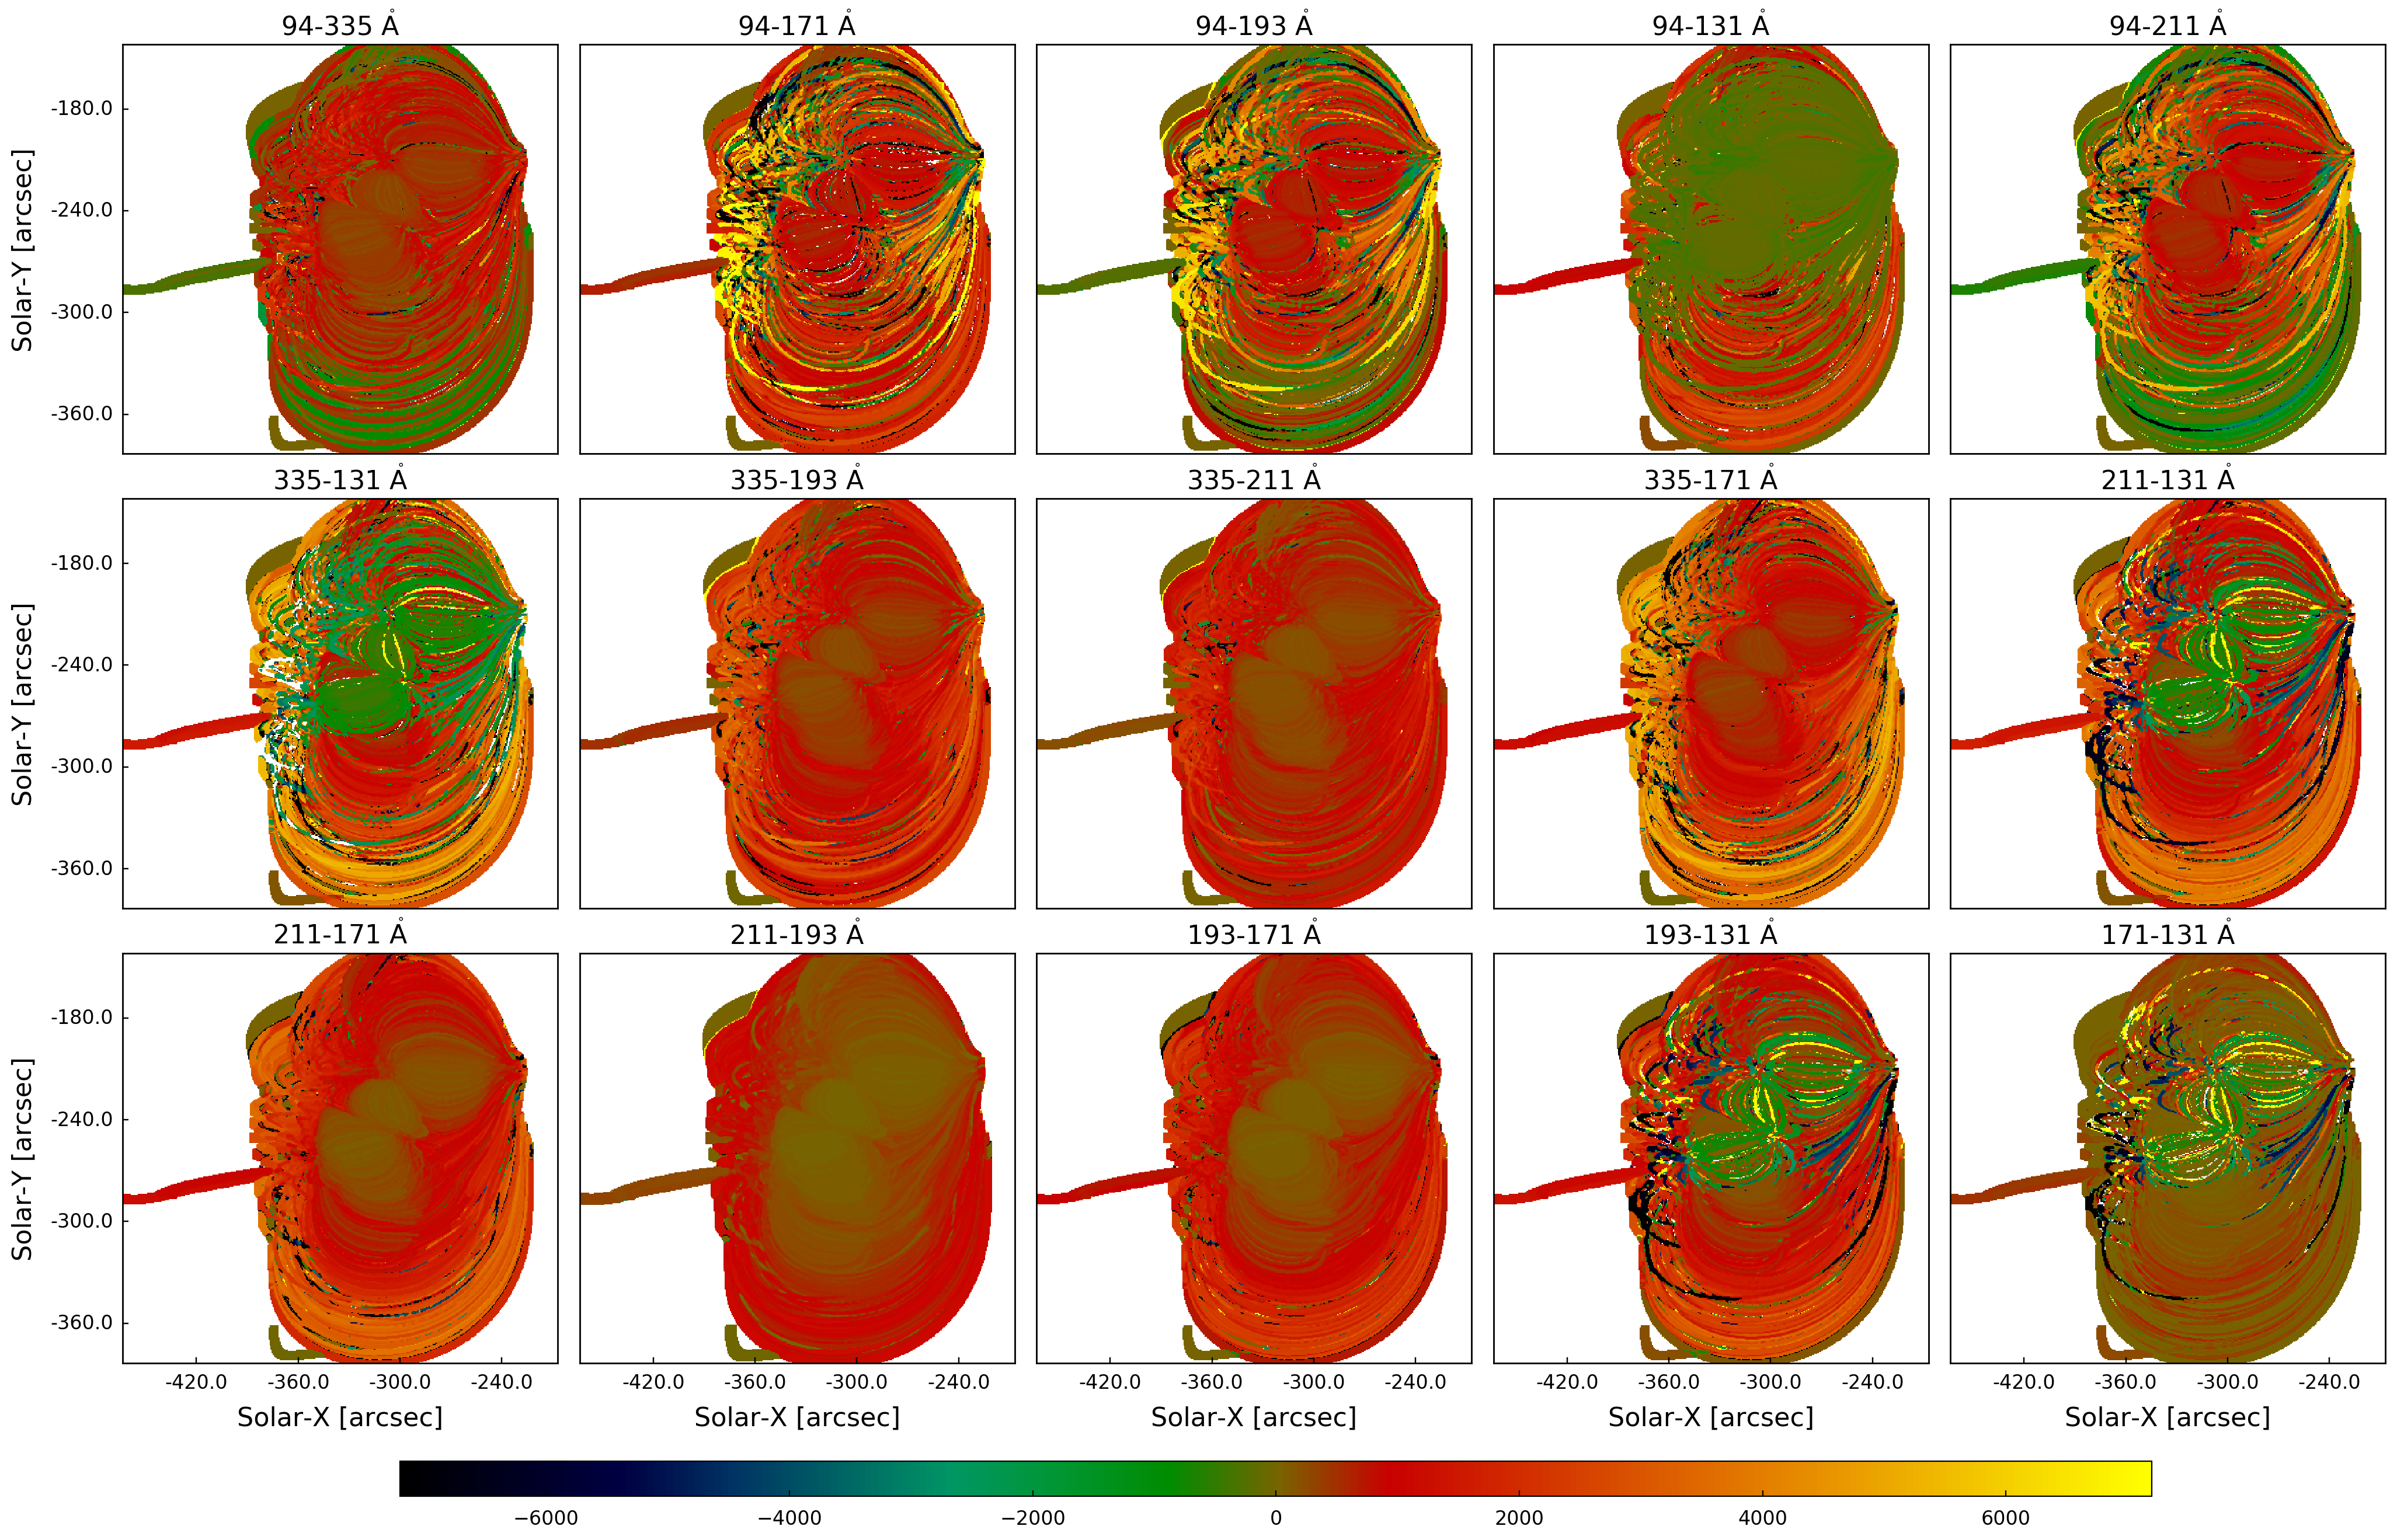 94-335 Å
94-171 Å
94-193 Å
94-131 Å
94-211 Å
Solar-Y [arcsec]
-180.0
-240.0
-300.0
-360.0
335-131 Å
335-193 Å
335-211 Å
335-171 Å
211-131 Å
Solar-Y [arcsec]
-180.0
-240.0
-300.0
-360.0
211-171 Å
211-193 Å
193-171 Å
193-131 Å
171-131 Å
Solar-Y [arcsec]
-180.0
-240.0
-300.0
-360.0
-420.0 -360.0 -300.0 -240.0
-420.0 -360.0 -300.0 -240.0
-420.0 -360.0 -300.0 -240.0
-420.0 -360.0 -300.0 -240.0
-420.0 -360.0 -300.0 -240.0
Solar-X [arcsec]
Solar-X [arcsec]
Solar-X [arcsec]
Solar-X [arcsec]
Solar-X [arcsec]
−6000 −4000 −2000 0 2000 4000 6000